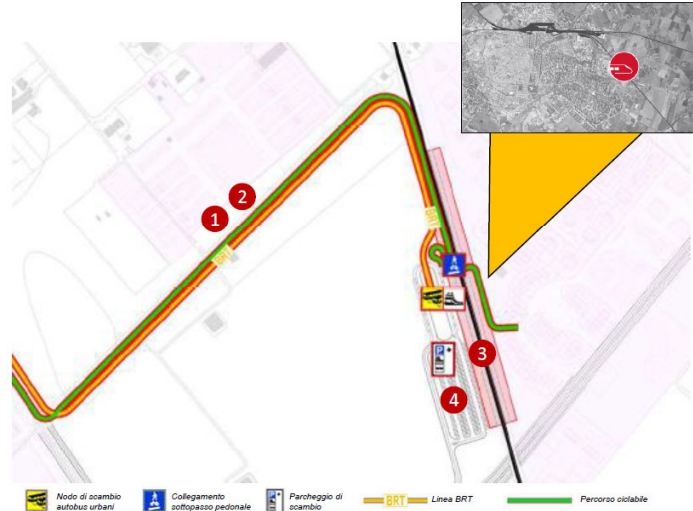 2
1
BRT
BRT
P
3
4
Nodo di scambio
autobus urbani
Collegamento
sottopasso pedonale
P
Parcheggio di
scambio
BRT
Linea BRT
Percorso ciclabile